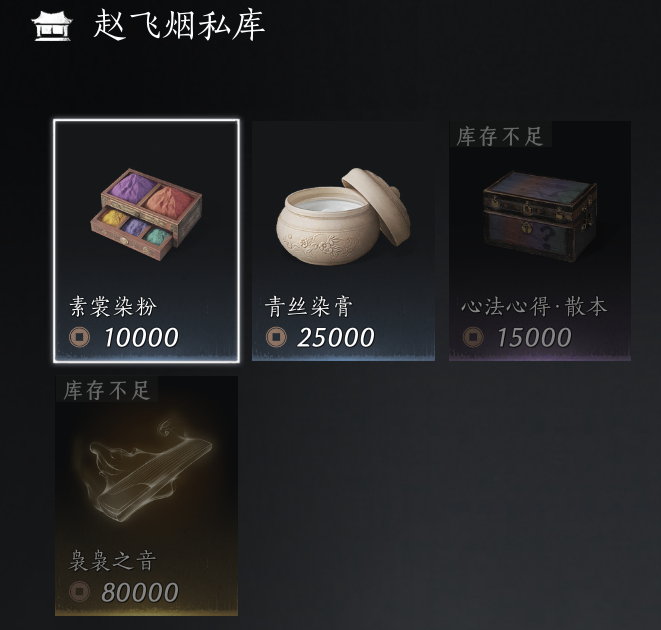 赵飞烟私库
素裳染粉
10000
青丝染膏
25000
库存不足
心法心得·散本
15000
库存不足
袅袅之音
80000